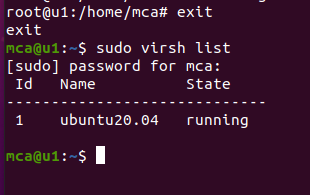 root@u1:/home/mca# exit
exit
mca@u1:~$ sudo virsh list
[sudo] password for mca:
 Id   Name          State
-----------------------------
 1    ubuntu20.04   running

mca@u1:~$